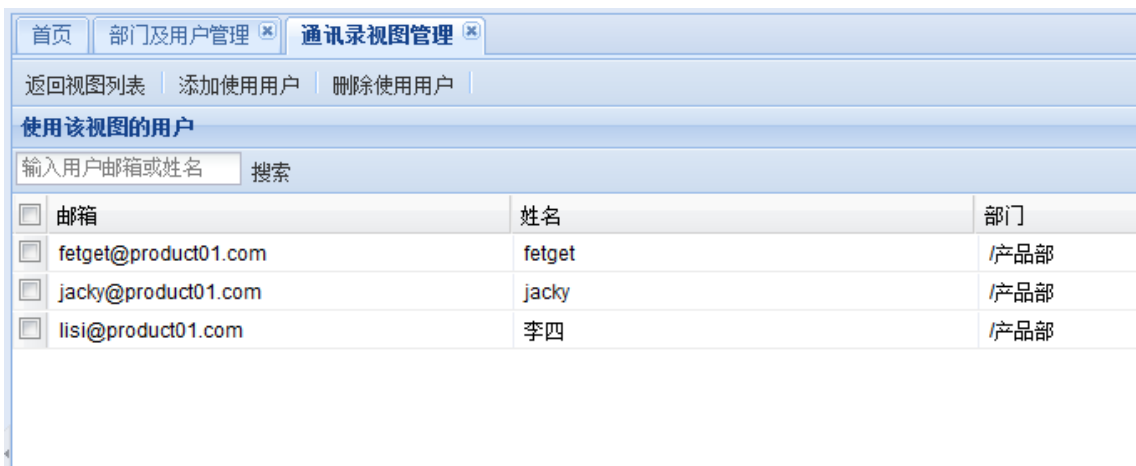 首页 部门及用户管理 通讯录视图管理
返回视图列表 添加使用用户 删除使用用户
使用该视图的用户
输入用户邮箱或姓名 搜索
邮箱 姓名 部门
fetget@product01.com fetget /产品部
jacky@product01.com jacky /产品部
lisi@product01.com 李四 /产品部